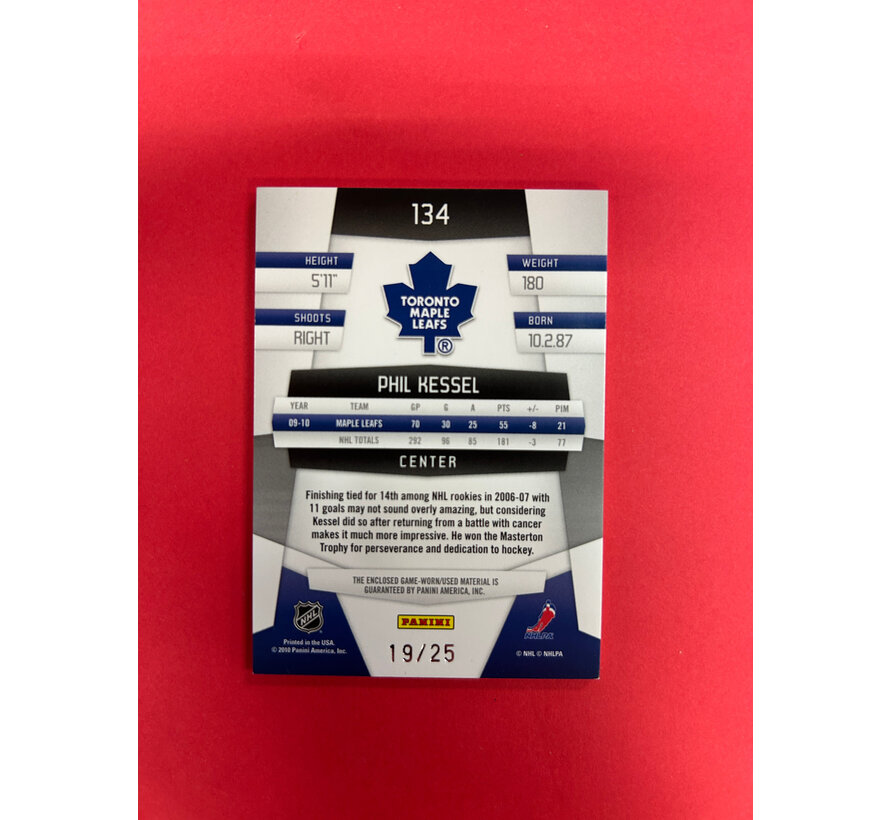 134
HEIGHT
5'11"
WEIGHT
180
SHOOTS
RIGHT
BORN
10.2.87
TORONTO
MAPLE
LEAFS
®
PHIL KESSEL
YEAR TEAM GP G A PTS +/- PIM
09-10 MAPLE LEAFS 70 30 25 55 -8 21
NHL TOTALS 292 96 85 181 -3 77
CENTER
Finishing tied for 14th among NHL rookies in 2006-07 with
11 goals may not sound overly amazing, but considering
Kessel did so after returning from a battle with cancer
makes it much more impressive. He won the Masterton
Trophy for perseverance and dedication to hockey.
THE ENCLOSED GAME-WORN/USED MATERIAL IS
GUARANTEED BY PANINI AMERICA, INC.
NHL
PANINI
NHLPA
Printed in the USA.
© 2010 Panini America, Inc.
19/25
© NHL © NHLPA